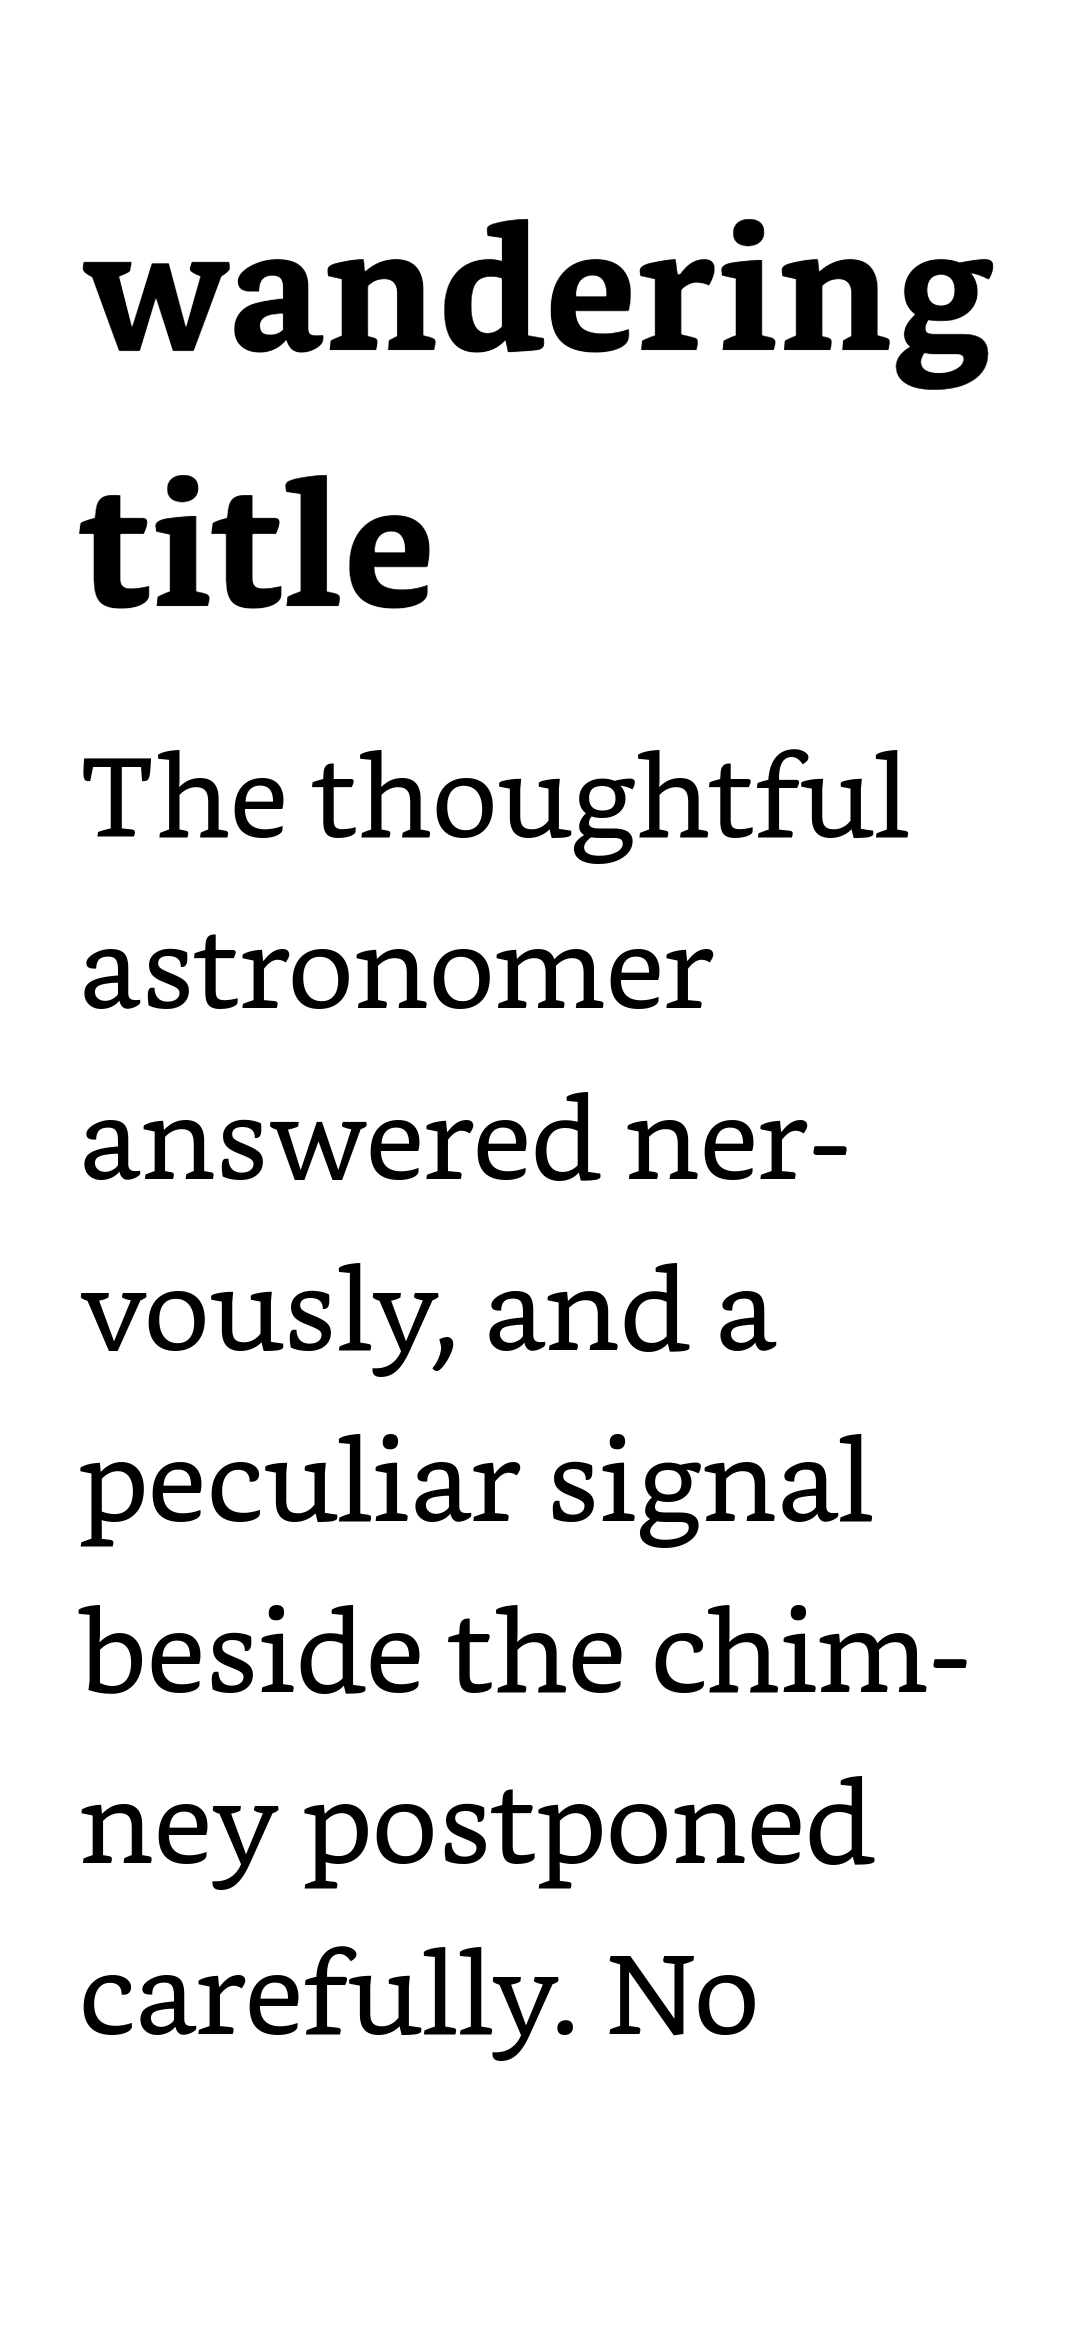 wandering
title
The thoughtful
astronomer
answered ner-
vously, and a
peculiar signal
beside the chim-
ney postponed
carefully. No